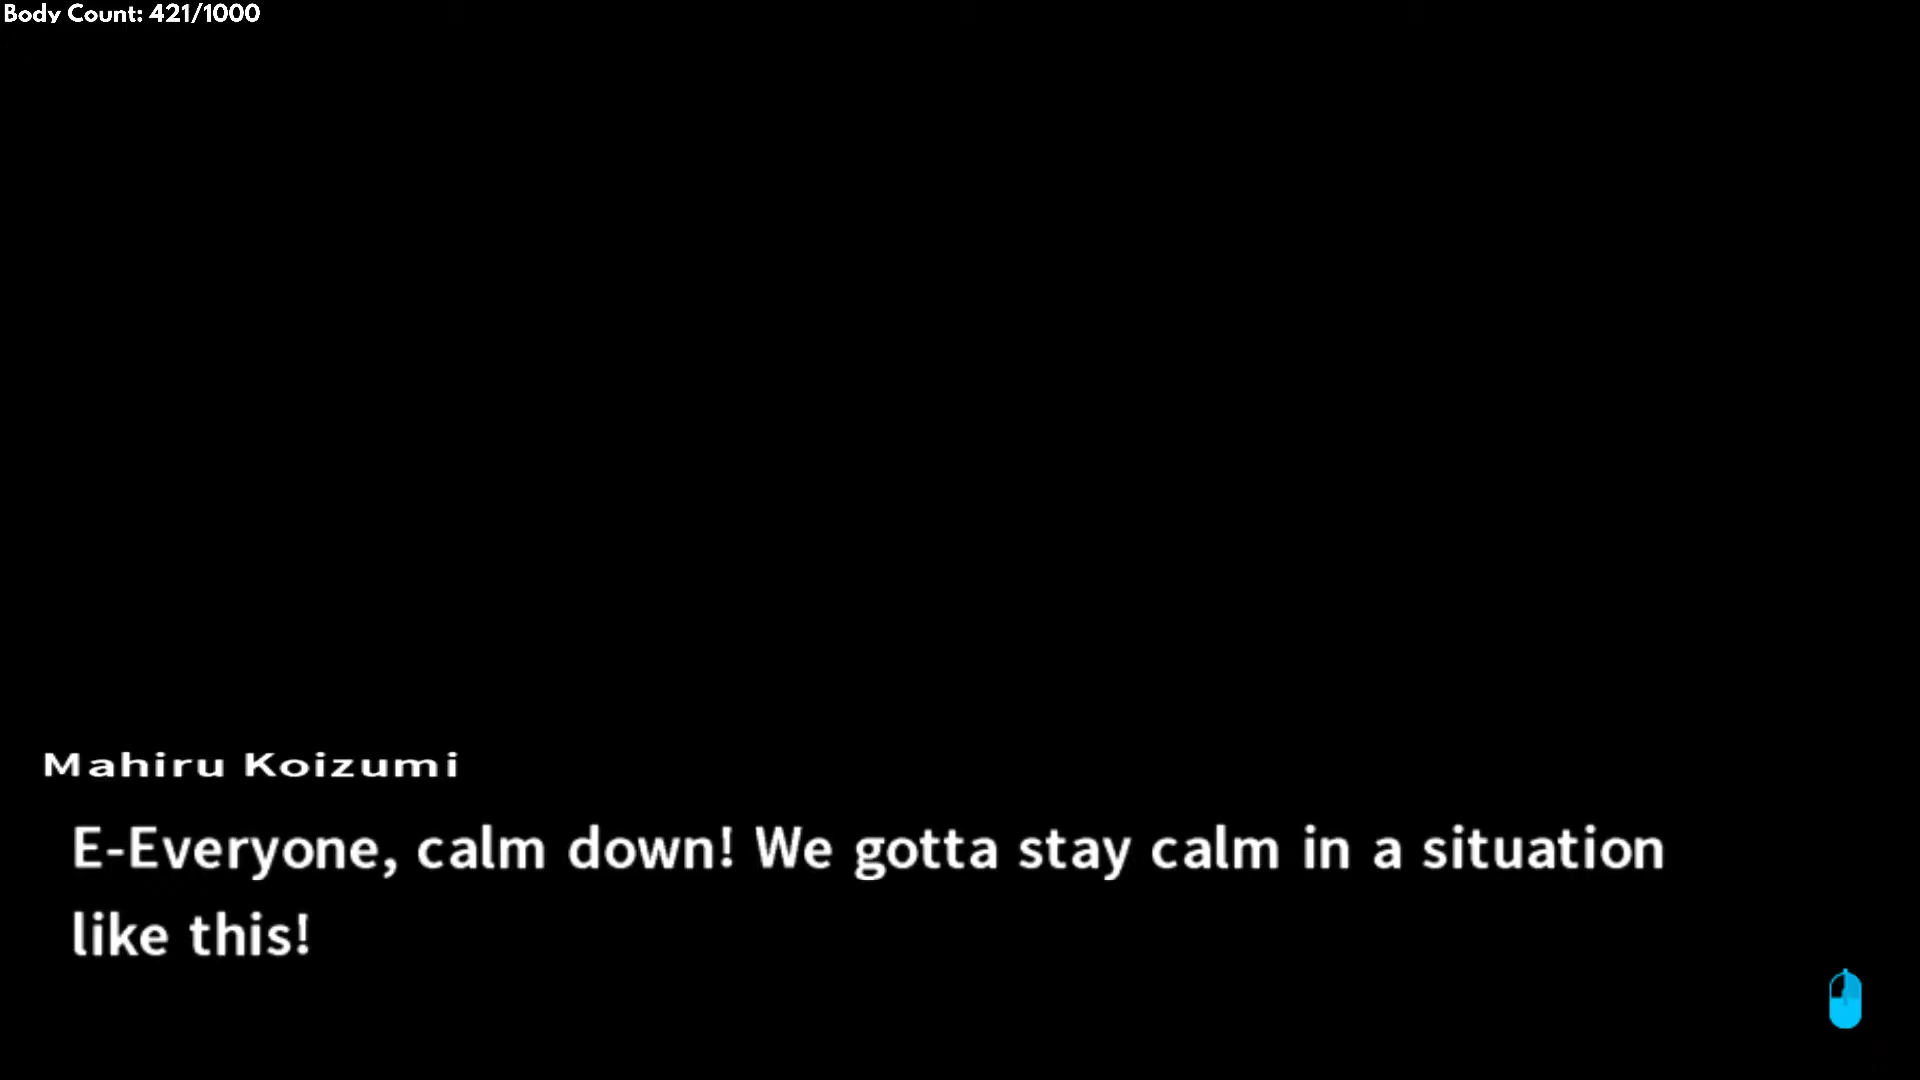 Body Count: 421/1000
Mahiru Koizumi
E-Everyone, calm down! We gotta stay calm in a situation
like this!